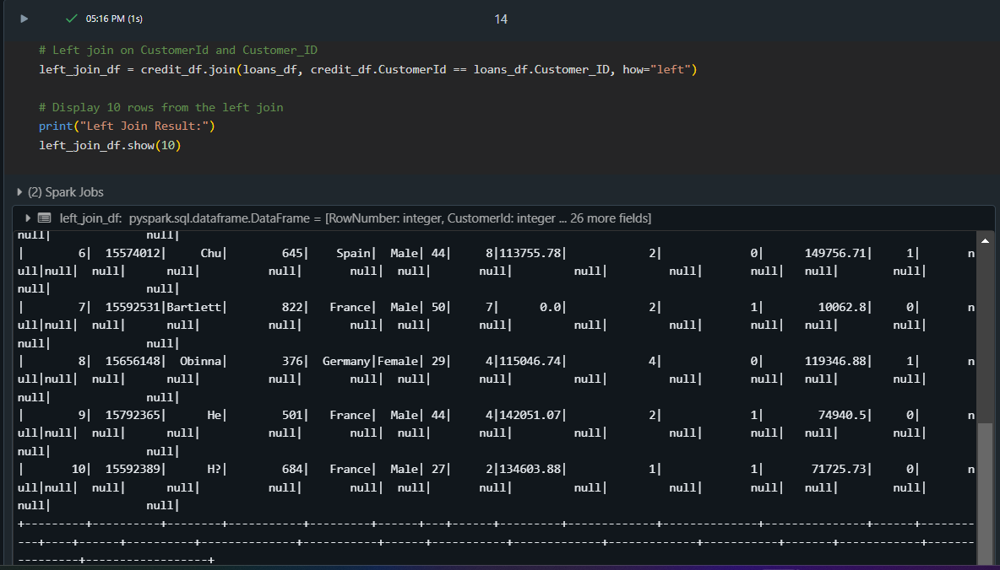 05:16 PM (1s)
14
# Left join on CustomerId and Customer_ID
left_join_df = credit_df.join(loans_df, credit_df.CustomerId == loans_df.Customer_ID, how="left")
# Display 10 rows from the left join
print("Left Join Result:")
left_join_df.show(10)
(2) Spark Jobs
left_join_df: pyspark.sql.dataframe.DataFrame = [RowNumber: integer, CustomerId: integer ... 26 more fields]
null|              null|
|        6|  15574012|     Chu|        645|    Spain|  Male| 44|     8|113755.78|            2|             0|      149756.71|     1|      n
ull|null|  null|      null|          null|       null|  null|       null|         null|         null|       null|   null|        null|
null|              null|
|        7|  15592531|Bartlett|        822|   France|  Male| 50|     7|      0.0|            2|             1|        10062.8|     0|      n
ull|null|  null|      null|          null|       null|  null|       null|         null|         null|       null|   null|        null|
null|              null|
|        8|  15656148|  Obinna|        376|  Germany|Female| 29|     4|115046.74|            4|             0|      119346.88|     1|      n
ull|null|  null|      null|          null|       null|  null|       null|         null|         null|       null|   null|        null|
null|              null|
|        9|  15792365|      He|        501|   France|  Male| 44|     4|142051.07|            2|             1|        74940.5|     0|      n
ull|null|  null|      null|          null|       null|  null|       null|         null|         null|       null|   null|        null|
null|              null|
|       10|  15592389|      H?|        684|   France|  Male| 27|     2|134603.88|            1|             1|       71725.73|     0|      n
ull|null|  null|      null|          null|       null|  null|       null|         null|         null|       null|   null|        null|
null|              null|
+---------+----------+--------+-----------+---------+------+---+------+---------+-------------+--------------+---------------+------+--------
---+----+------+----------+--------------+-----------+------+-----------+-------------+-------------+-----------+-------+------------+-------
---------+------------------+